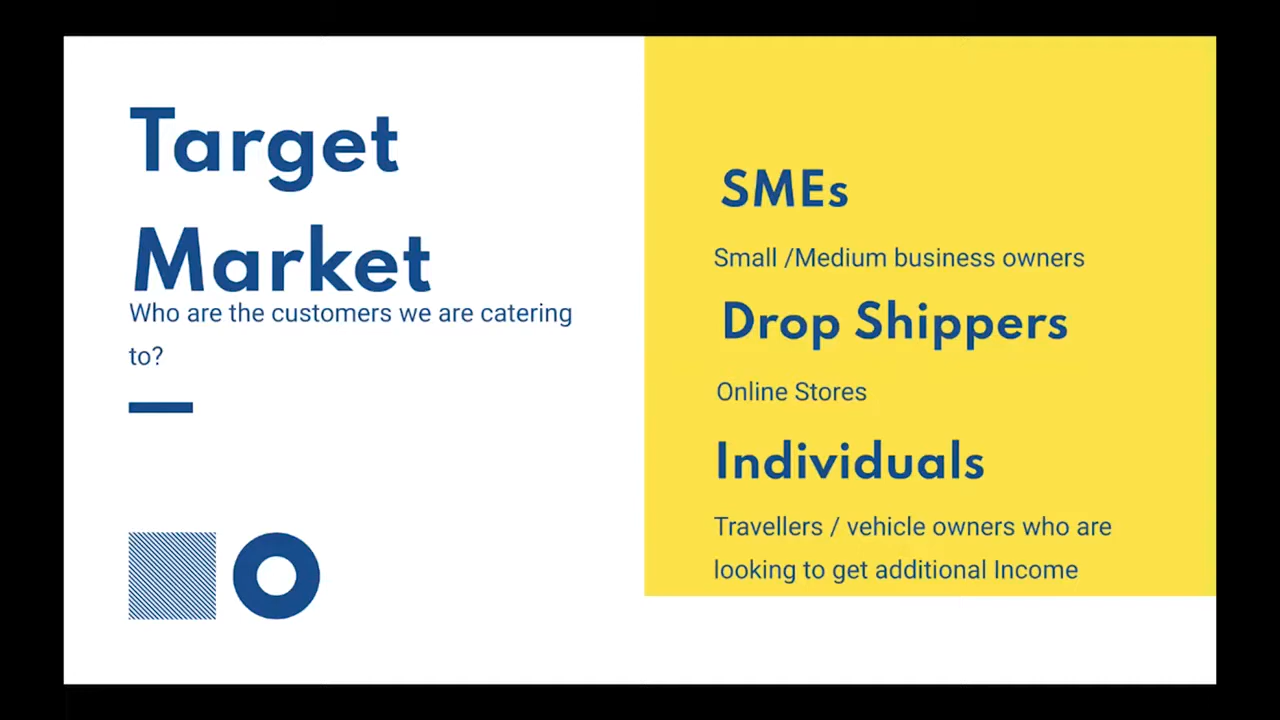 Target
Market
Who are the customers we are catering
to?
SMEs
Small /Medium business owners
Drop Shippers
Online Stores
Individuals
Travellers / vehicle owners who are
looking to get additional Income